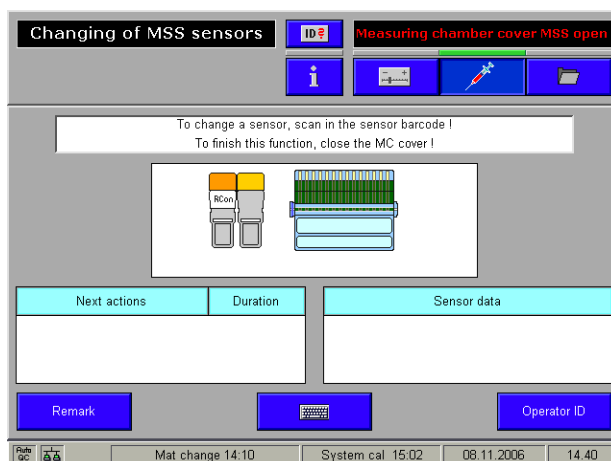 Changing of MSS sensors
ID?
Measuring chamber cover MSS open
i
- +
To change a sensor, scan in the sensor barcode !
To finish this function, close the MC cover !
RCon
Next actions
Duration
Sensor data
Remark
Operator ID
Auto
QC
Mat change 14:10
System cal 15:02
08.11.2006
14.40